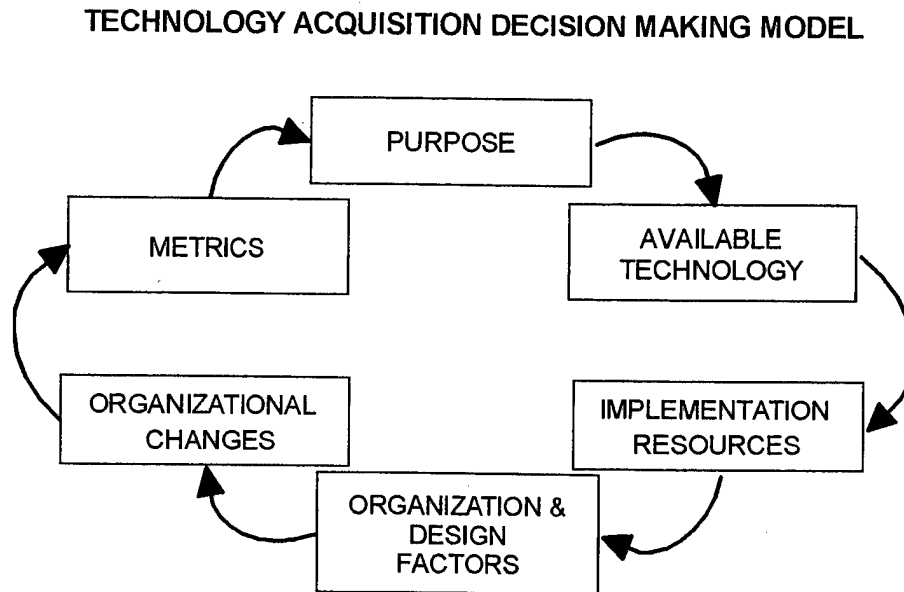 TECHNOLOGY ACQUISITION DECISION MAKING MODEL
PURPOSE
AVAILABLE
TECHNOLOGY
IMPLEMENTATION
RESOURCES
ORGANIZATION &
DESIGN
FACTORS
ORGANIZATIONAL
CHANGES
METRICS